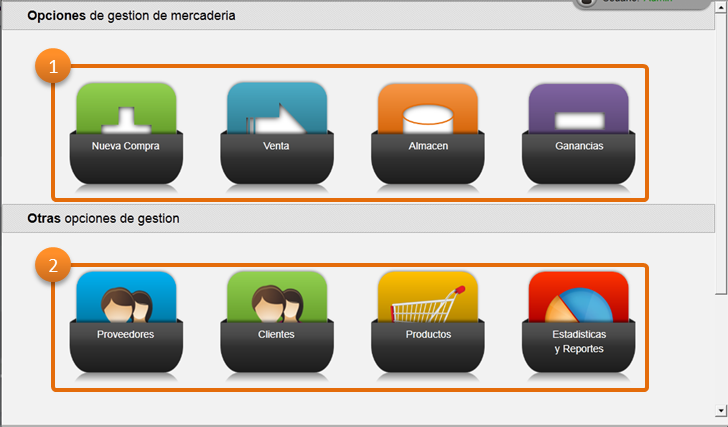 Opciones de gestion de mercaderia
1
Nueva Compra
Venta
Almacen
Ganancias
Otras opciones de gestion
2
Proveedores
Clientes
Productos
Estadisticas
y Reportes